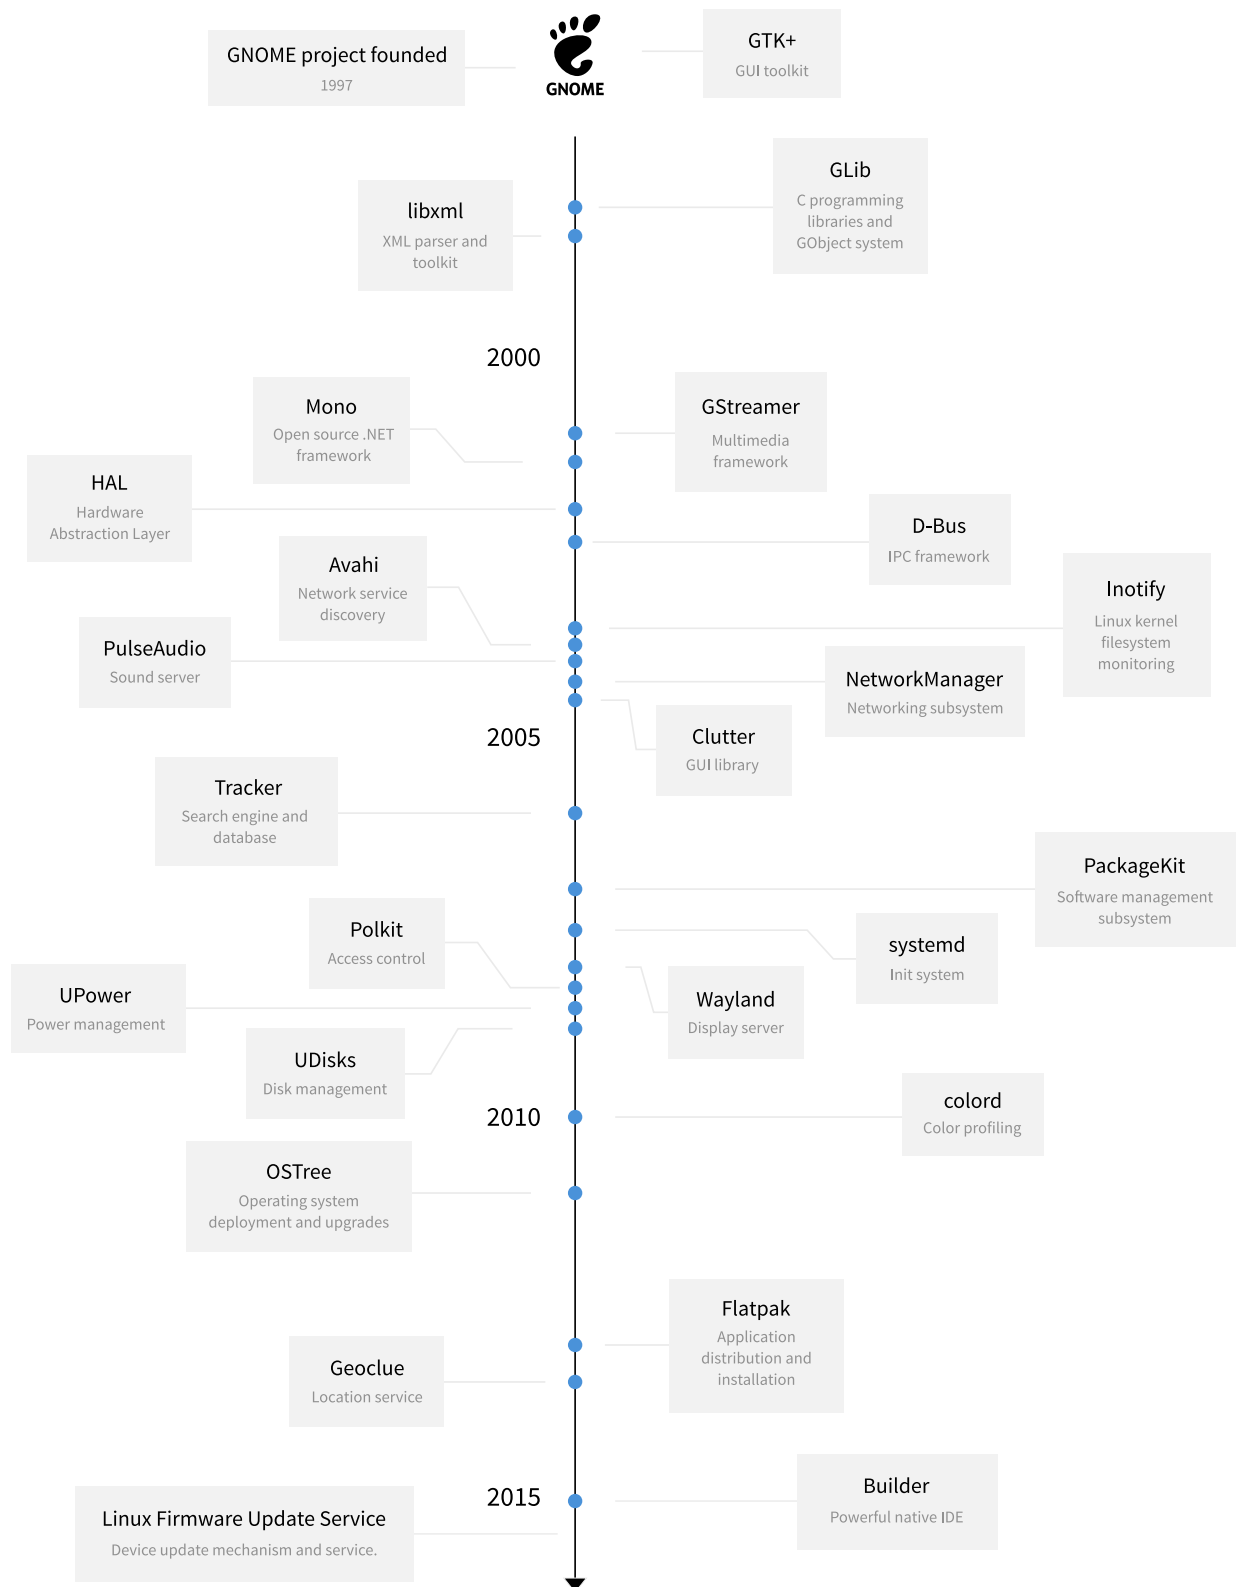 GNOME project founded
1997
GNOME
GTK+
GUI toolkit
GLib
C programming
libraries and
GObject system
libxml
XML parser and
toolkit
2000
Mono
Open source .NET
framework
GStreamer
Multimedia
framework
HAL
Hardware
Abstraction Layer
D-Bus
IPC framework
Avahi
Network service
discovery
Inotify
Linux kernel
filesystem
monitoring
PulseAudio
Sound server
NetworkManager
Networking subsystem
2005
Clutter
GUI library
Tracker
Search engine and
database
PackageKit
Software management
subsystem
Polkit
Access control
systemd
Init system
UPower
Power management
Wayland
Display server
UDisks
Disk management
2010
colord
Color profiling
OSTree
Operating system
deployment and upgrades
Flatpak
Application
distribution and
installation
Geoclue
Location service
2015
Builder
Powerful native IDE
Linux Firmware Update Service
Device update mechanism and service.